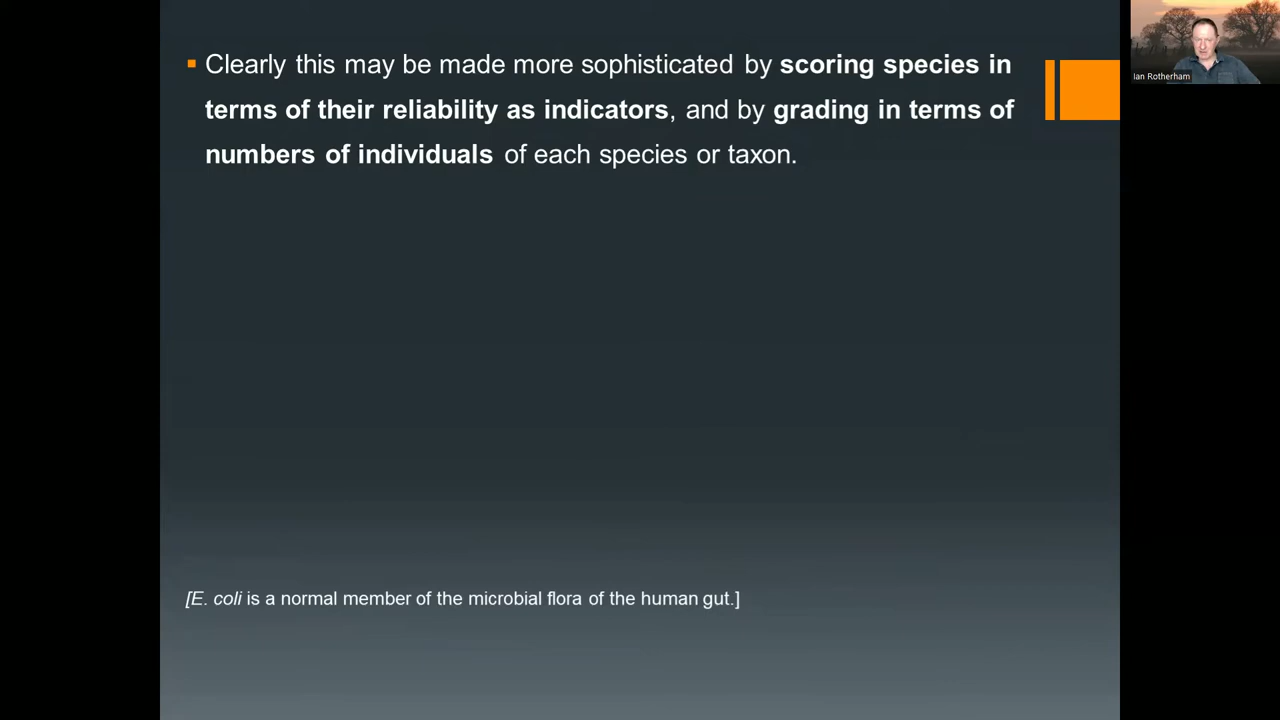 Clearly this may be made more sophisticated by scoring species in
terms of their reliability as indicators, and by grading in terms of
numbers of individuals of each species or taxon.
[E. coli is a normal member of the microbial flora of the human gut.]
Ian Rotherham